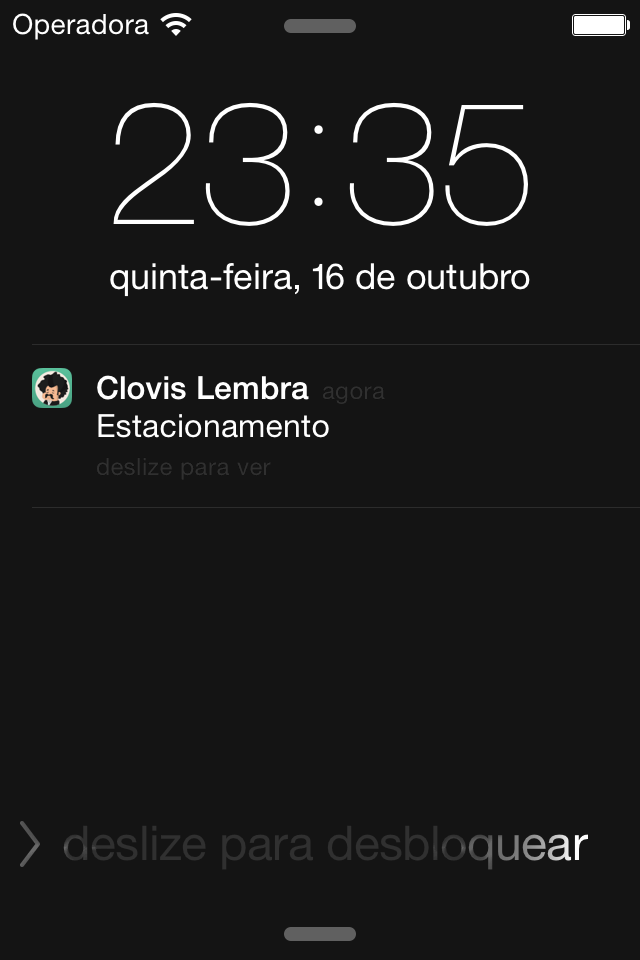 Operadora
23:35
quinta-feira, 16 de outubro
Clovis Lembra agora
Estacionamento
deslize para ver
deslize para desbloquear